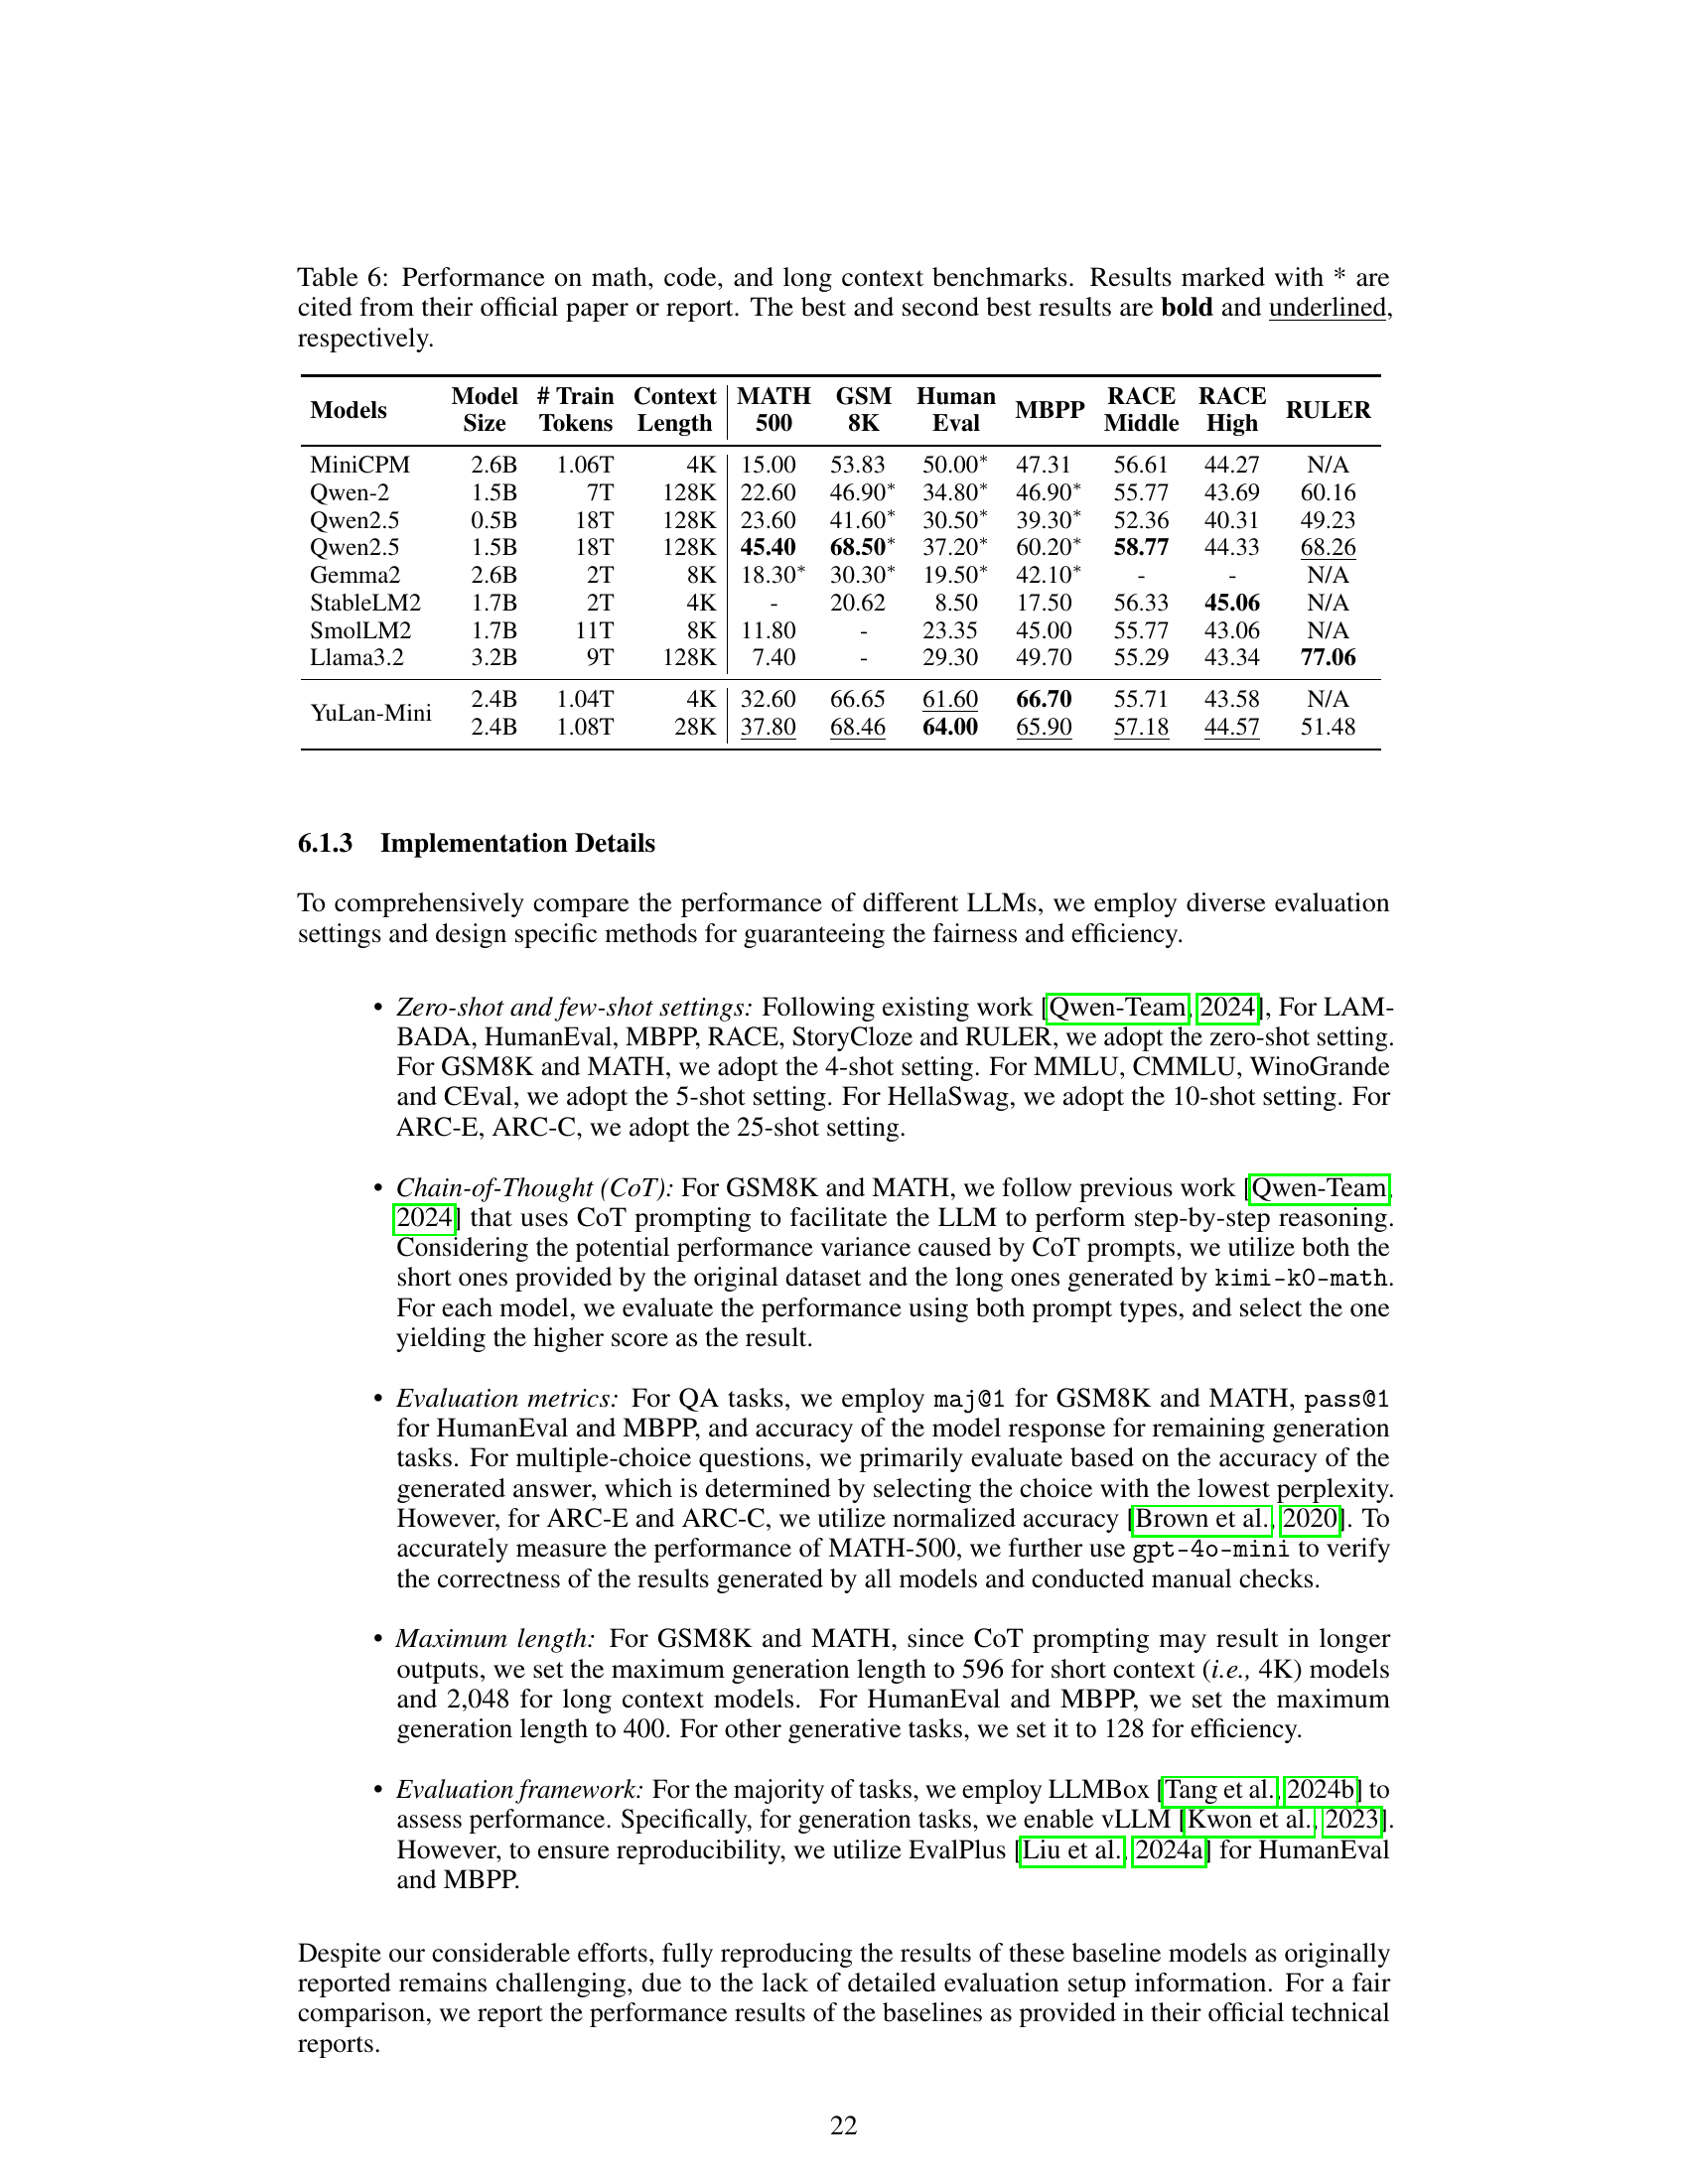 Table 6: Performance on math, code, and long context benchmarks. Results marked with * are
cited from their official paper or report. The best and second best results are bold and underlined,
respectively.
Models Model Size # Train Tokens Context Length MATH 500 GSM 8K Human Eval MBPP RACE Middle RACE High RULER
MiniCPM 2.6B 1.06T 4K 15.00 53.83 50.00* 47.31 56.61 44.27 N/A
Qwen-2 1.5B 7T 128K 22.60 46.90* 34.80* 46.90* 55.77 43.69 60.16
Qwen2.5 0.5B 18T 128K 23.60 41.60* 30.50* 39.30* 52.36 40.31 49.23
Qwen2.5 1.5B 18T 128K 45.40 68.50* 37.20* 60.20* 58.77 44.33 68.26
Gemma2 2.6B 2T 8K 18.30* 30.30* 19.50* 42.10* - - N/A
StableLM2 1.7B 2T 4K - 20.62 8.50 17.50 56.33 45.06 N/A
SmolLM2 1.7B 11T 8K 11.80 - 23.35 45.00 55.77 43.06 N/A
Llama3.2 3.2B 9T 128K 7.40 - 29.30 49.70 55.29 43.34 77.06
YuLan-Mini 2.4B 1.04T 4K 32.60 66.65 61.60 66.70 55.71 43.58 N/A
2.4B 1.08T 28K 37.80 68.46 64.00 65.90 57.18 44.57 51.48
6.1.3 Implementation Details
To comprehensively compare the performance of different LLMs, we employ diverse evaluation
settings and design specific methods for guaranteeing the fairness and efficiency.
• Zero-shot and few-shot settings: Following existing work [Qwen-Team, 2024], For LAM-
BADA, HumanEval, MBPP, RACE, StoryCloze and RULER, we adopt the zero-shot setting.
For GSM8K and MATH, we adopt the 4-shot setting. For MMLU, CMMLU, WinoGrande
and CEval, we adopt the 5-shot setting. For HellaSwag, we adopt the 10-shot setting. For
ARC-E, ARC-C, we adopt the 25-shot setting.
• Chain-of-Thought (CoT): For GSM8K and MATH, we follow previous work [Qwen-Team,
2024] that uses CoT prompting to facilitate the LLM to perform step-by-step reasoning.
Considering the potential performance variance caused by CoT prompts, we utilize both the
short ones provided by the original dataset and the long ones generated by kimi-k0-math.
For each model, we evaluate the performance using both prompt types, and select the one
yielding the higher score as the result.
• Evaluation metrics: For QA tasks, we employ maj@1 for GSM8K and MATH, pass@1
for HumanEval and MBPP, and accuracy of the model response for remaining generation
tasks. For multiple-choice questions, we primarily evaluate based on the accuracy of the
generated answer, which is determined by selecting the choice with the lowest perplexity.
However, for ARC-E and ARC-C, we utilize normalized accuracy [Brown et al., 2020]. To
accurately measure the performance of MATH-500, we further use gpt-4o-mini to verify
the correctness of the results generated by all models and conducted manual checks.
• Maximum length: For GSM8K and MATH, since CoT prompting may result in longer
outputs, we set the maximum generation length to 596 for short context (i.e., 4K) models
and 2,048 for long context models. For HumanEval and MBPP, we set the maximum
generation length to 400. For other generative tasks, we set it to 128 for efficiency.
• Evaluation framework: For the majority of tasks, we employ LLMBox [Tang et al., 2024b] to
assess performance. Specifically, for generation tasks, we enable vLLM [Kwon et al., 2023].
However, to ensure reproducibility, we utilize EvalPlus [Liu et al., 2024a] for HumanEval
and MBPP.
Despite our considerable efforts, fully reproducing the results of these baseline models as originally
reported remains challenging, due to the lack of detailed evaluation setup information. For a fair
comparison, we report the performance results of the baselines as provided in their official technical
reports.
22